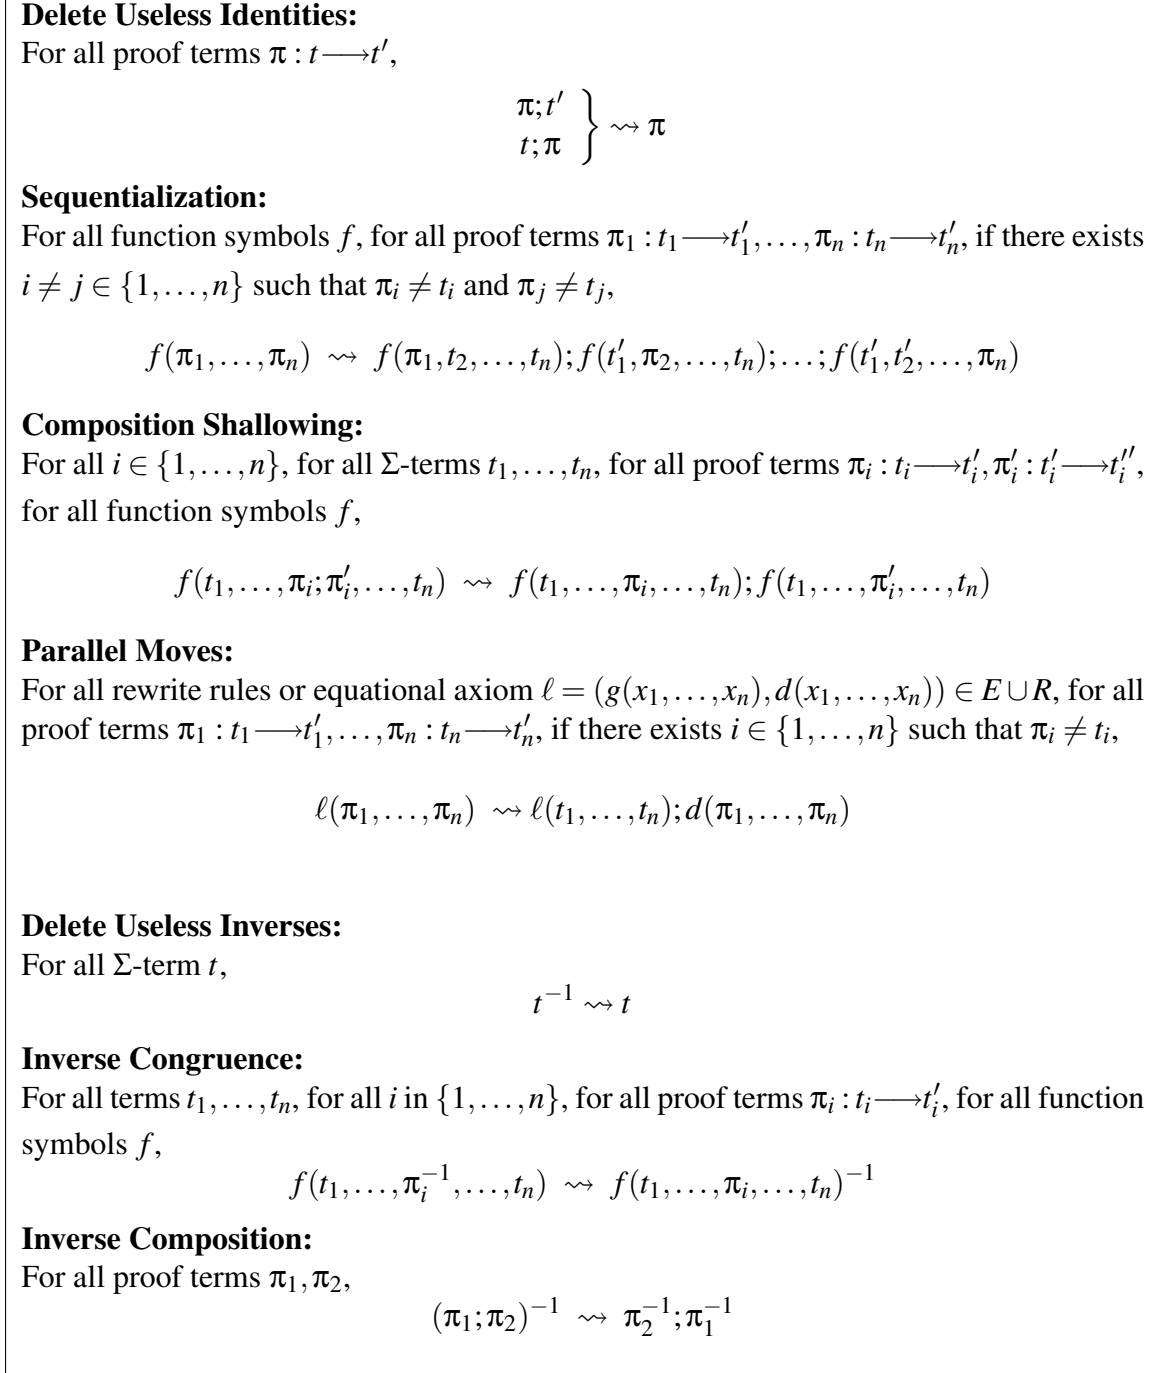 Delete Useless Identities:
For all proof terms π : t ⟶ t′,
π; t′
t; π } ⇝ π
Sequentialization:
For all function symbols f, for all proof terms π₁ : t₁ ⟶ t′₁, …, πₙ : tₙ ⟶ t′ₙ, if there exists
i ≠ j ∈ {1, …, n} such that πᵢ ≠ tᵢ and πⱼ ≠ tⱼ,
f(π₁, …, πₙ) ⇝ f(π₁, t₂, …, tₙ); f(t′₁, π₂, …, tₙ); …; f(t′₁, t′₂, …, πₙ)
Composition Shallowing:
For all i ∈ {1, …, n}, for all Σ-terms t₁, …, tₙ, for all proof terms πᵢ : tᵢ ⟶ t′ᵢ, π′ᵢ : t′ᵢ ⟶ t′′ᵢ,
for all function symbols f,
f(t₁, …, πᵢ; π′ᵢ, …, tₙ) ⇝ f(t₁, …, πᵢ, …, tₙ); f(t₁, …, π′ᵢ, …, tₙ)
Parallel Moves:
For all rewrite rules or equational axiom ℓ = (g(x₁, …, xₙ), d(x₁, …, xₙ)) ∈ E ∪ R, for all
proof terms π₁ : t₁ ⟶ t′₁, …, πₙ : tₙ ⟶ t′ₙ, if there exists i ∈ {1, …, n} such that πᵢ ≠ tᵢ,
ℓ(π₁, …, πₙ) ⇝ ℓ(t₁, …, tₙ); d(π₁, …, πₙ)
Delete Useless Inverses:
For all Σ-term t,
t⁻¹ ⇝ t
Inverse Congruence:
For all terms t₁, …, tₙ, for all i in {1, …, n}, for all proof terms πᵢ : tᵢ ⟶ t′ᵢ, for all function
symbols f,
f(t₁, …, πᵢ⁻¹, …, tₙ) ⇝ f(t₁, …, πᵢ, …, tₙ)⁻¹
Inverse Composition:
For all proof terms π₁, π₂,
(π₁; π₂)⁻¹ ⇝ π₂⁻¹; π₁⁻¹